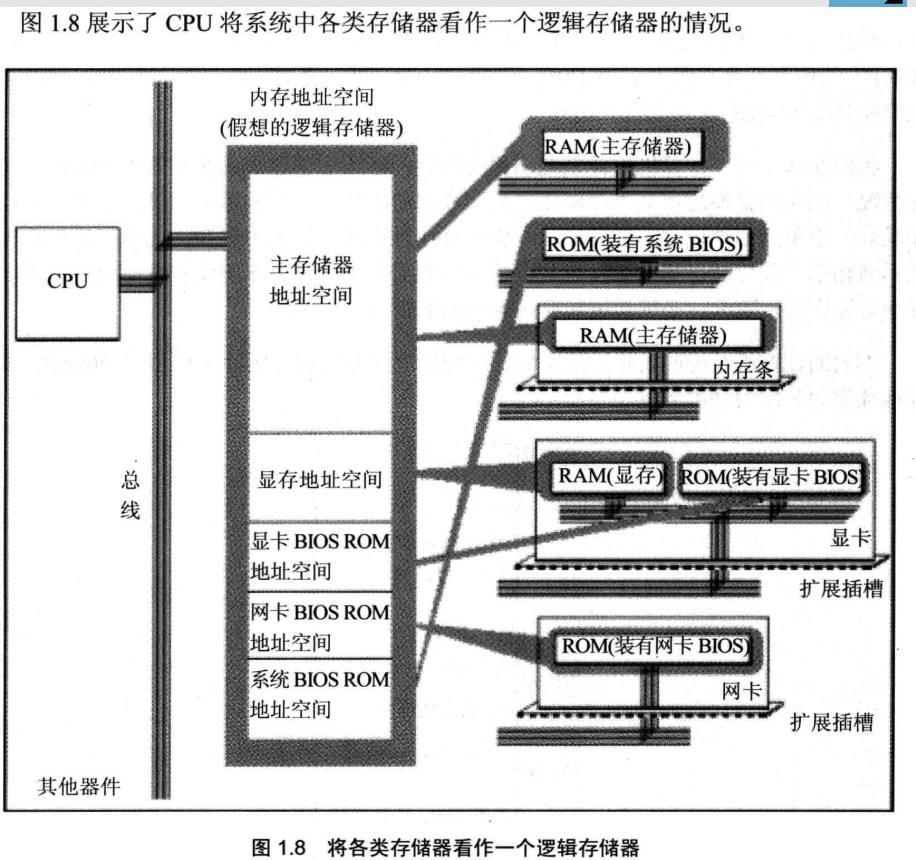 图 1.8 展示了 CPU 将系统中各类存储器看作一个逻辑存储器的情况。
内存地址空间
(假想的逻辑存储器)
CPU
总
线
其他器件
主存储器
地址空间
显存地址空间
显卡 BIOS ROM
地址空间
网卡 BIOS ROM
地址空间
系统 BIOS ROM
地址空间
RAM(主存储器)
ROM(装有系统 BIOS)
RAM(主存储器)
内存条
RAM(显存)
ROM(装有显卡 BIOS)
显卡
扩展插槽
ROM(装有网卡 BIOS)
网卡
扩展插槽
图 1.8 将各类存储器看作一个逻辑存储器